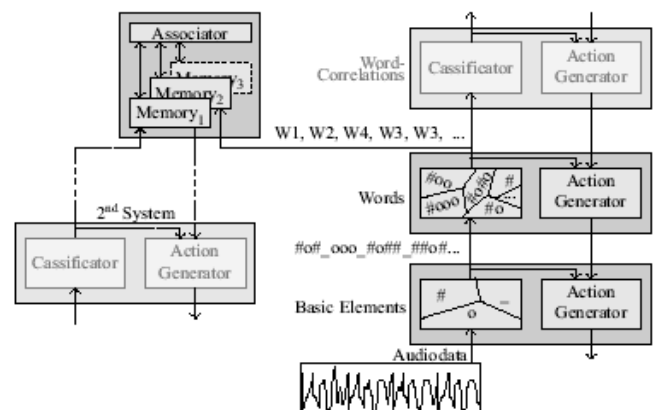 Associator
Memory3
Memory2
Memory1
2nd System
Cassificator
Action
Generator
Word-
Correlations
Cassificator
Action
Generator
W1, W2, W4, W3, W3, ...
Words
#oo
#ooo
#o#o
#
...
#o
Action
Generator
#o#_ooo_#o##_##o#...
Basic Elements
#
_
o
Action
Generator
Audiodata